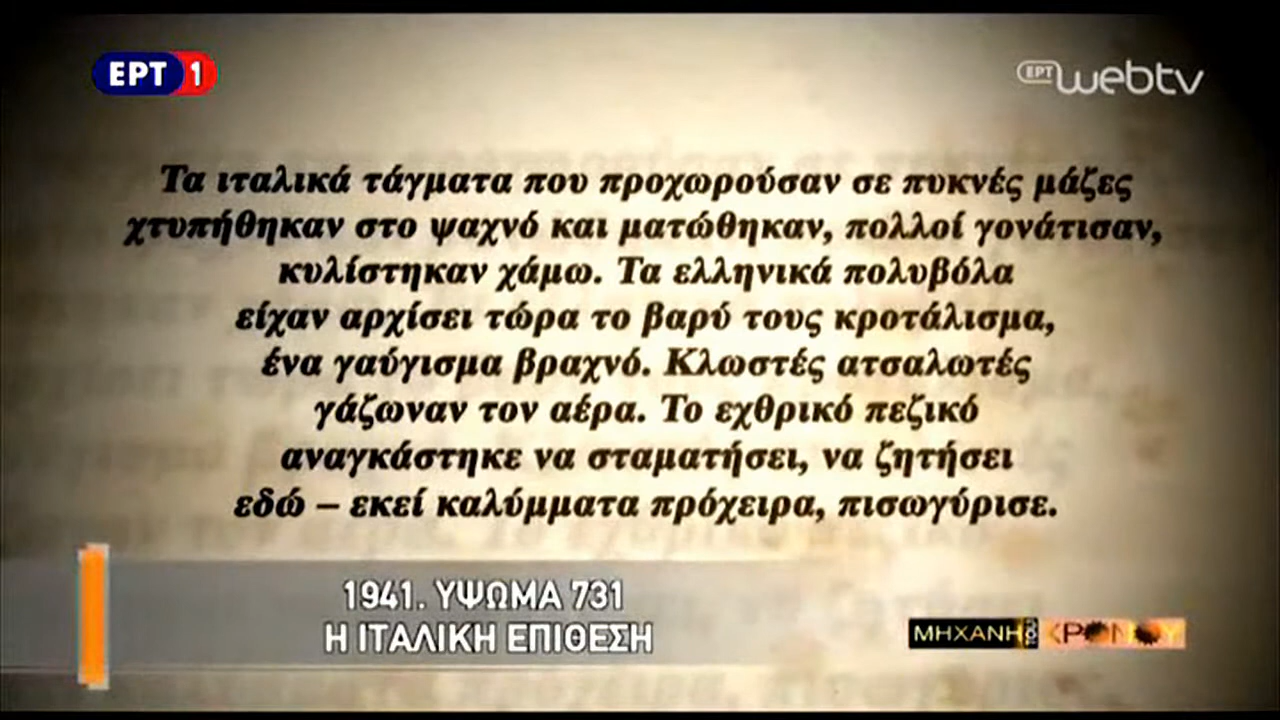 ΕΡΤ 1
ΕΡΤ webtv
Τα ιταλικά τάγματα που προχωρούσαν σε πυκνές μάζες
χτυπήθηκαν στο ψαχνό και ματώθηκαν, πολλοί γονάτισαν,
κυλίστηκαν χάμω. Τα ελληνικά πολυβόλα
είχαν αρχίσει τώρα το βαρύ τους κροτάλισμα,
ένα γαύγισμα βραχνό. Κλωστές ατσαλωτές
γάζωναν τον αέρα. Το εχθρικό πεζικό
αναγκάστηκε να σταματήσει, να ζητήσει
εδώ – εκεί καλύμματα πρόχειρα, πισωγύρισε.
1941. ΥΨΩΜΑ 731
Η ΙΤΑΛΙΚΗ ΕΠΙΘΕΣΗ
ΜΗΧΑΝΗ ΤΟΥ ΧΡΟΝΟΥ